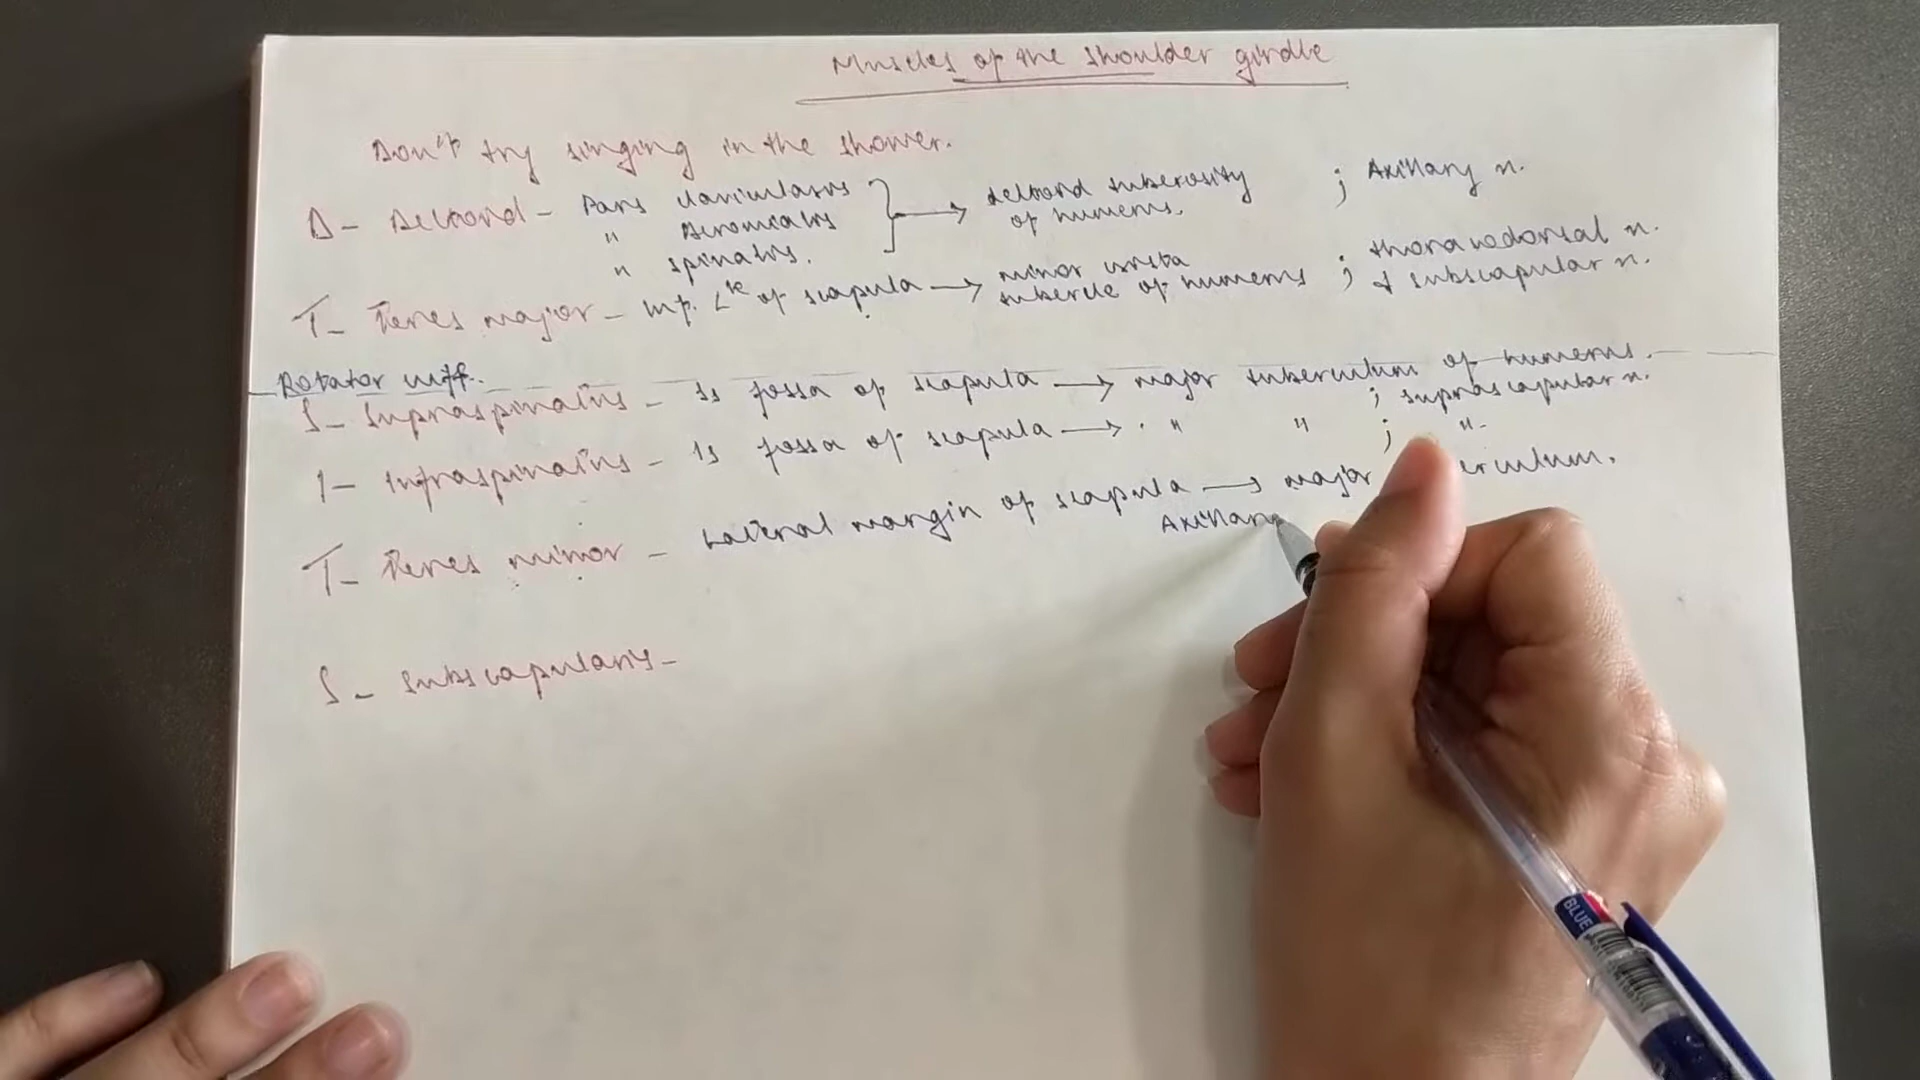 Muscles of the shoulder girdle
Don't try singing in the shower.
D - Deltoid - Pars clavicularis } → deltoid tuberosity of humerus. ; Axillary n.
" Acromialis
" spinalis.
T - Teres major - inf. L le of scapula → minor crista tubercle of humerus ; thoracodorsal n. & subscapular n.
Rotator cuff.
S - Supraspinatus - ss fossa of scapula → major tuberculum of humerus. ; suprascapular n.
I - Infraspinatus - Is fossa of scapula → " " ; "
T - Teres minor - Lateral margin of scapula → major erculum.
Axillary
S - Subscapularis -
BLUE